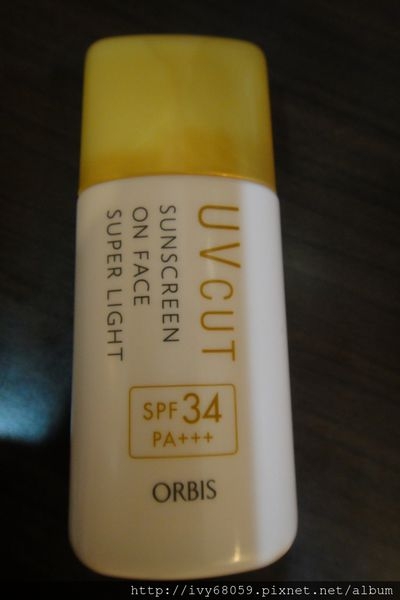 UV CUT
SUNSCREEN
ON FACE
SUPER LIGHT
SPF 34
PA+++
ORBIS
http://ivy68059.pixnet.net/album